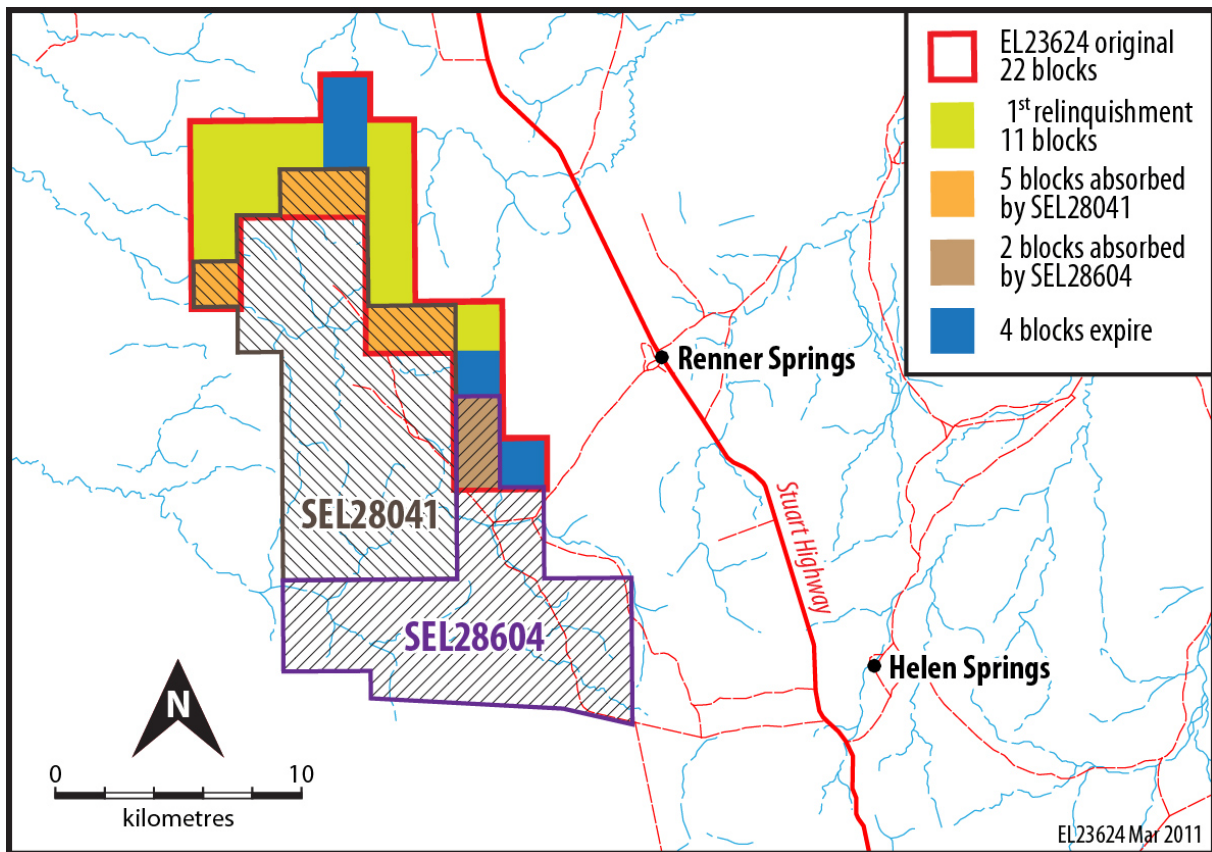 EL23624 original
22 blocks
1st relinquishment
11 blocks
5 blocks absorbed
by SEL28041
2 blocks absorbed
by SEL28604
4 blocks expire
Renner Springs
SEL28041
Stuart Highway
SEL28604
Helen Springs
N
0 10
kilometres
EL23624 Mar 2011